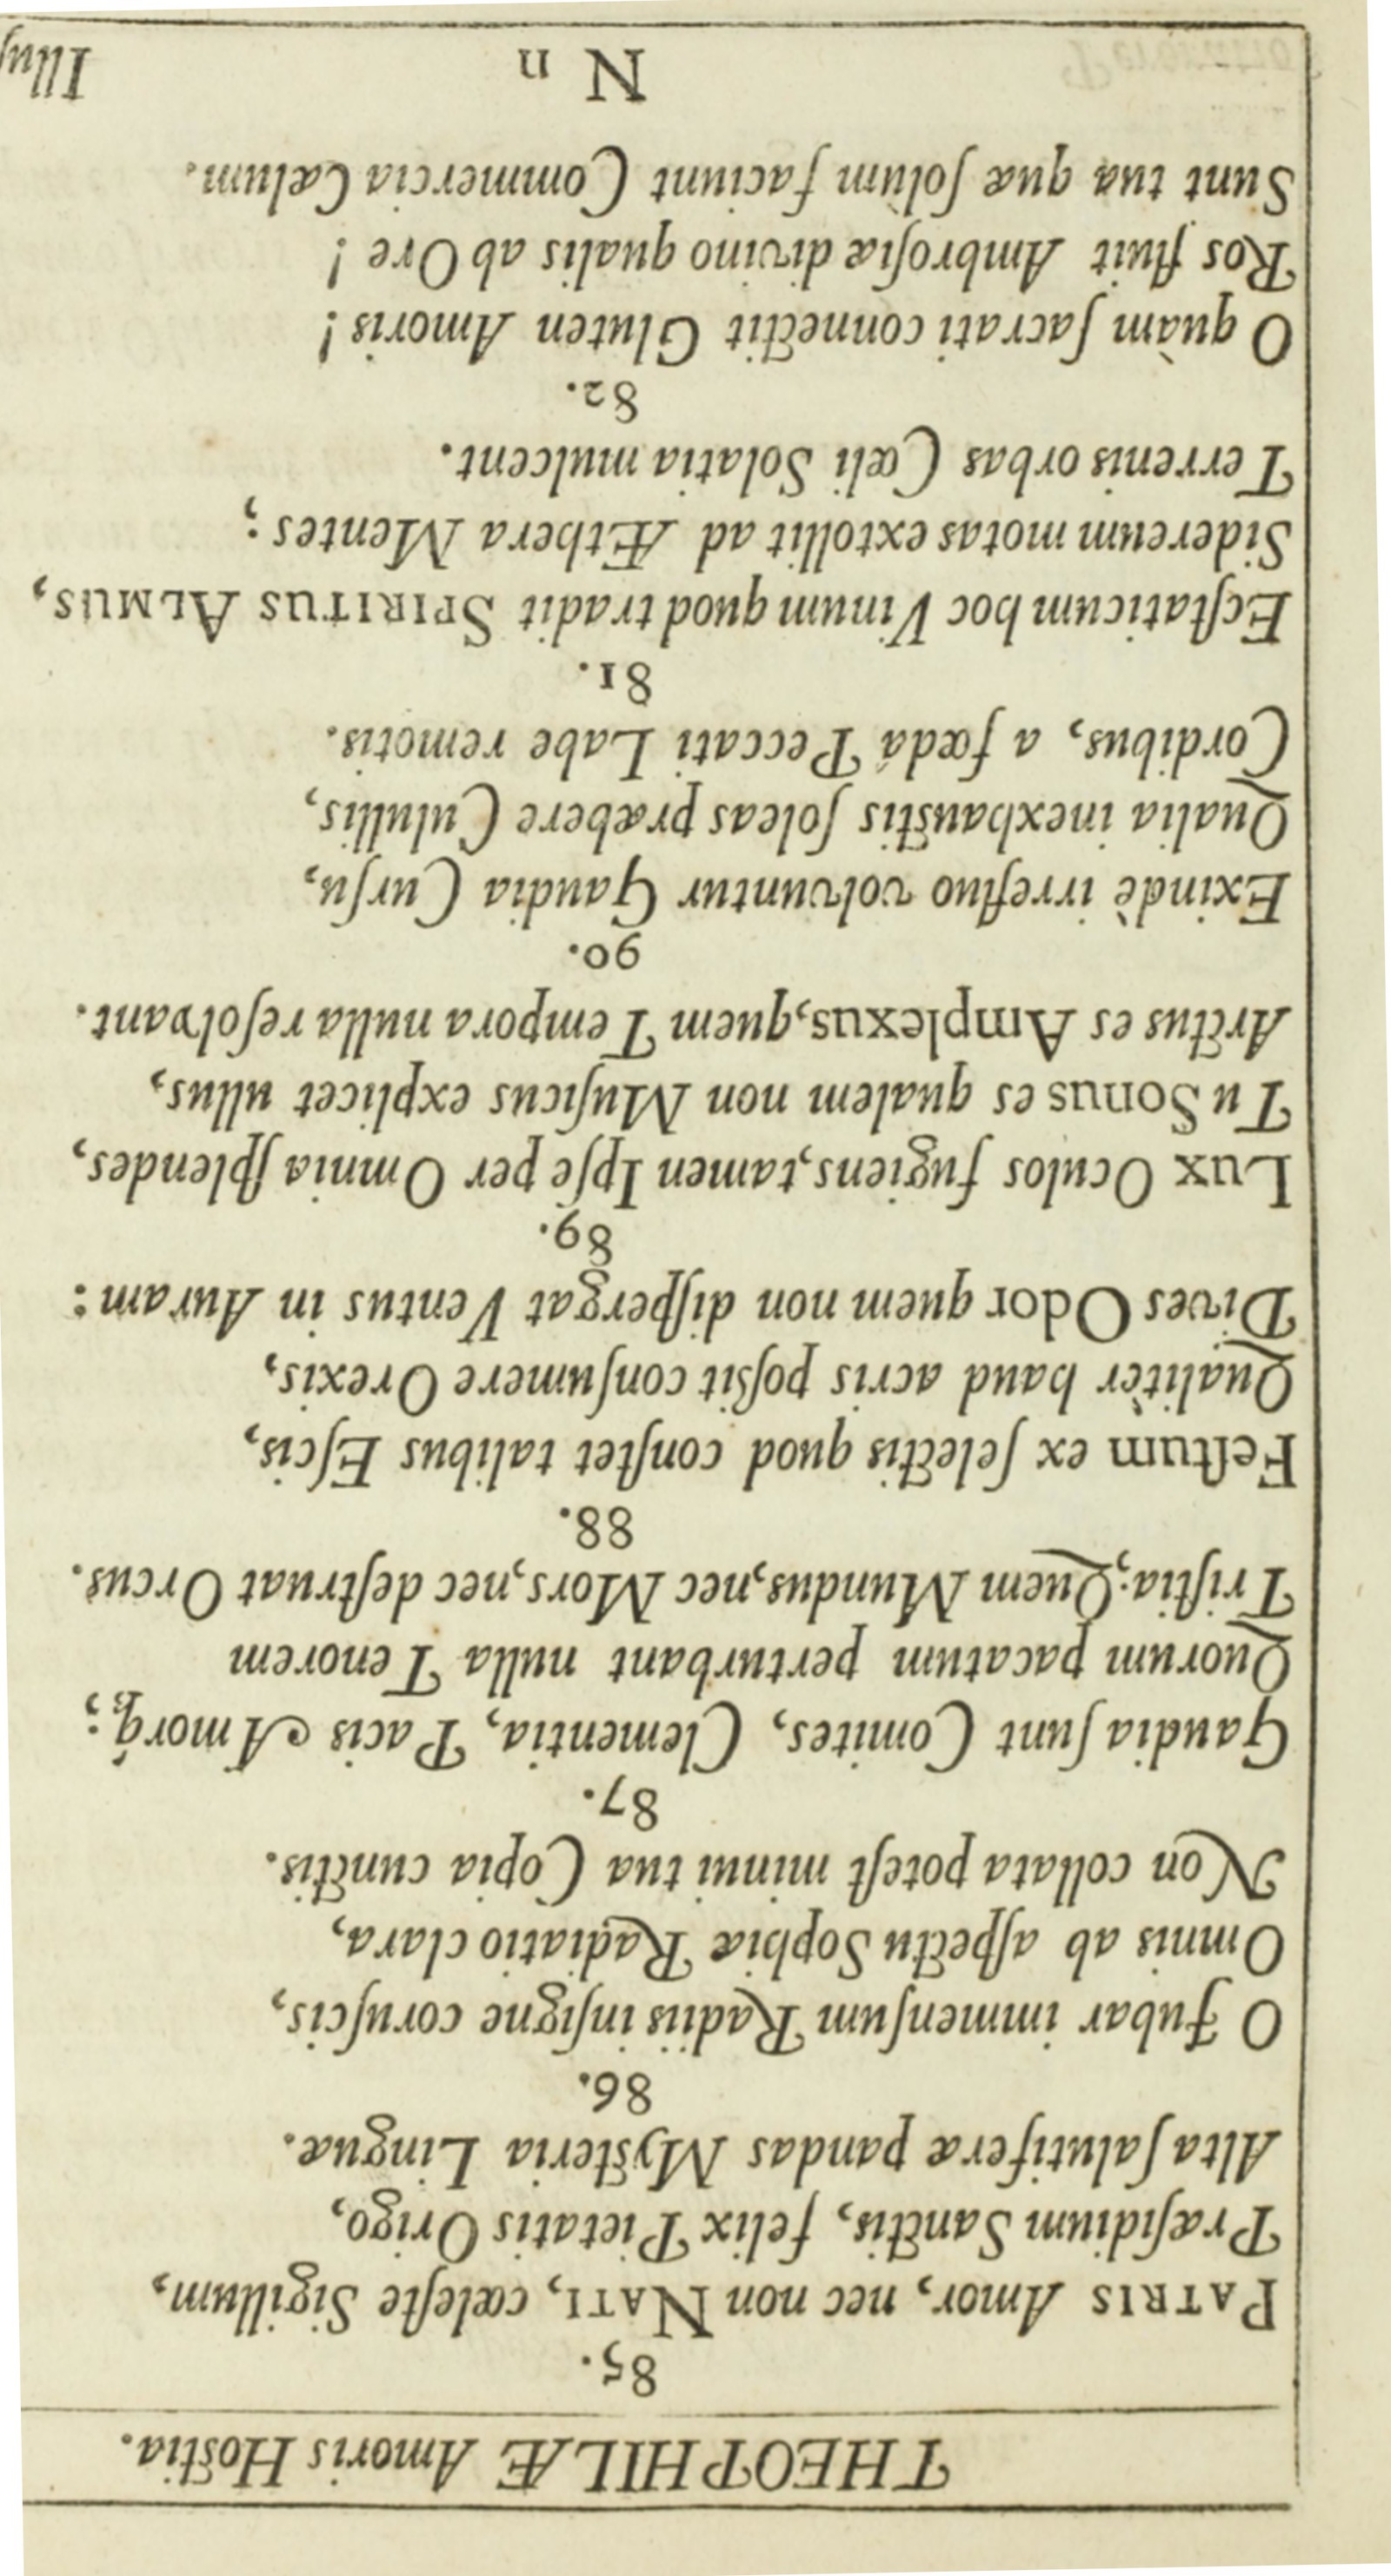 THEOPHILÆ Amoris Hostia.
85.
PATRIS Amor, nec non NATI, cœleſte Sigillum,
Præſidium Sanctis, felix Pietatis Origo,
Alta ſalutiferæ pandas Myſteria Linguæ.
86.
O Jubar immenſum Radiis inſigne coruſcis,
Omnis ab aſpectu Sophiæ Radiatio clara,
Non collata poteſt minui tua Copia cunctis.
87.
Gaudia ſunt Comites, Clementia, Pacis Amorq́;
Quorum pacatum perturbant nulla Tenorem
Triſtia; Quem Mundus, nec Mors, nec deſtruat Orcus.
88.
Feſtum ex ſelectis quod conſtet talibus Eſcis,
Qualitèr haud acris poßit conſumere Orexis,
Dives Odor quem non diſpergat Ventus in Auram:
89.
Lux Oculos fugiens, tamen Ipſe per Omnia ſplendes,
Tu Sonus es qualem non Muſicus explicet ullus,
Arctus es Amplexus, quem Tempora nulla reſolvant.
90.
Exindè irrefluo volvuntur Gaudia Curſu,
Qualia inexhauſtis ſoleas præbere Culullis,
Cordibus, a fœdâ Peccati Labe remotis.
81.
Ecſtaticum hoc Vinum quod tradit SPIRITUS ALMUS,
Sidereum motas extollit ad Æthera Mentes;
Terrenis orbas Cœli Solatia mulcent.
82.
O quàm ſacrati connectit Gluten Amoris!
Ros fluit Ambroſiæ divino qualis ab Ore!
Sunt tua quæ ſolùm faciunt Commercia Cœlum.
N n
Illuſ